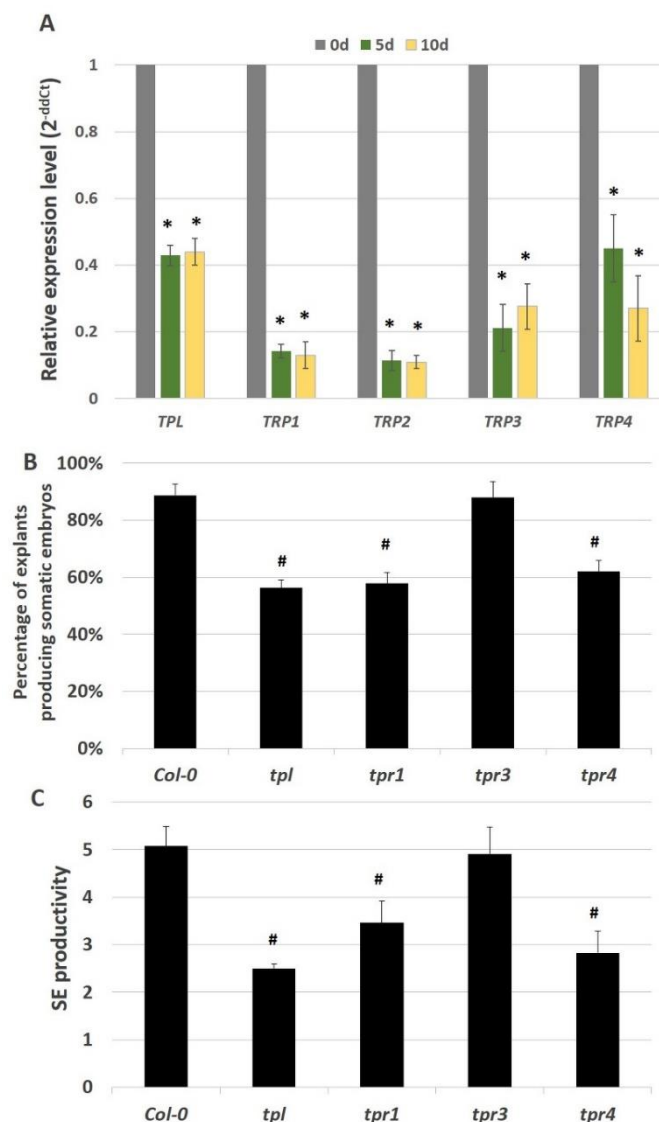 A
0d 5d 10d
Relative expression level (2^-ddCt)
1
0.8
0.6
0.4
0.2
0
* * * * * * * * * *
TPL TRP1 TRP2 TRP3 TRP4
B
Percentage of explants
producing somatic embryos
100%
80%
60%
40%
20%
0%
# # #
Col-0 tpl tpr1 tpr3 tpr4
C
SE productivity
6
5
4
3
2
1
0
# # #
Col-0 tpl tpr1 tpr3 tpr4